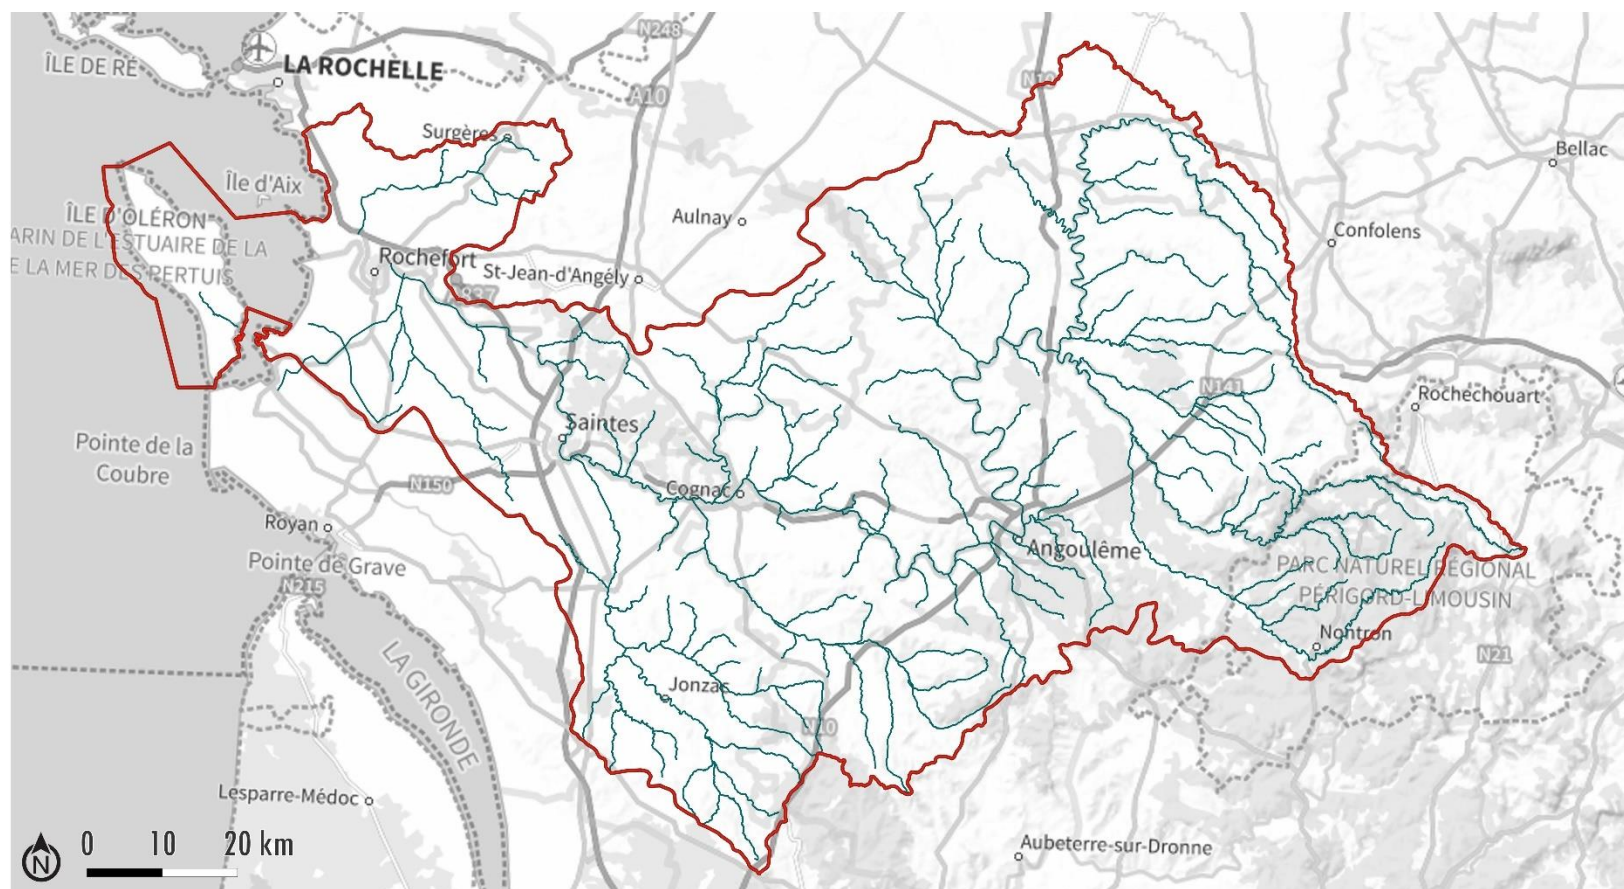 N248
ÎLE DE RÉ
LA ROCHELLE
A10
Surgères
Bellac
Île d'Aix
ÎLE D'OLÉRON
Aulnay
Confolens
ARIN DE L'ESTUAIRE DE LA
E LA MER DES PERTUIS
Rochefort
St-Jean-d'Angély
A837
N141
Rochechouart
Saintes
Pointe de la
Coubre
N150
Cognac
Royan
Angoulême
Pointe de Grave
PARC NATUREL RÉGIONAL
PÉRIGORD-LIMOUSIN
N215
Nontron
N21
LA GIRONDE
Jonzac
N10
Lesparre-Médoc
Aubeterre-sur-Dronne
N
0 10 20 km